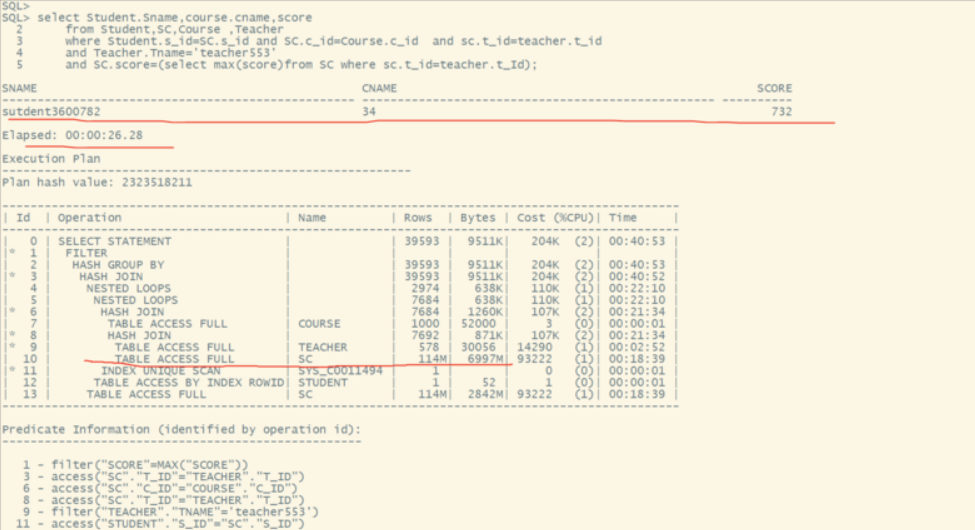 SQL>
SQL> select Student.Sname,course.cname,score
  2      from Student,SC,Course ,Teacher
  3      where Student.s_id=SC.s_id and SC.c_id=Course.c_id  and sc.t_id=teacher.t_id
  4      and Teacher.Tname='teacher553'
  5      and SC.score=(select max(score)from SC where sc.t_id=teacher.t_Id);
SNAME CNAME SCORE
sutdent3600782 34 732
Elapsed: 00:00:26.28
Execution Plan
----------------------------------------------------------
Plan hash value: 2323518211
| Id | Operation | Name | Rows | Bytes | Cost (%CPU)| Time |
| 0 | SELECT STATEMENT | | 39593 | 9511K| 204K (2)| 00:40:53 |
|* 1 | FILTER | | | | | |
| 2 | HASH GROUP BY | | 39593 | 9511K| 204K (2)| 00:40:53 |
|* 3 | HASH JOIN | | 39593 | 9511K| 204K (2)| 00:40:52 |
| 4 | NESTED LOOPS | | 2974 | 638K| 110K (1)| 00:22:10 |
| 5 | NESTED LOOPS | | 7684 | 638K| 110K (1)| 00:22:10 |
|* 6 | HASH JOIN | | 7684 | 1260K| 107K (2)| 00:21:34 |
| 7 | TABLE ACCESS FULL | COURSE | 1000 | 52000 | 3 (0)| 00:00:01 |
|* 8 | HASH JOIN | | 7692 | 871K| 107K (2)| 00:21:34 |
|* 9 | TABLE ACCESS FULL | TEACHER | 578 | 30056 | 14290 (1)| 00:02:52 |
| 10 | TABLE ACCESS FULL | SC | 114M| 6997M| 93222 (1)| 00:18:39 |
|* 11 | INDEX UNIQUE SCAN | SYS_C0011494 | 1 | | 0 (0)| 00:00:01 |
| 12 | TABLE ACCESS BY INDEX ROWID| STUDENT | 1 | 52 | 1 (0)| 00:00:01 |
| 13 | TABLE ACCESS FULL | SC | 114M| 2842M| 93222 (1)| 00:18:39 |
Predicate Information (identified by operation id):
---------------------------------------------------
1 - filter("SCORE"=MAX("SCORE"))
3 - access("SC"."T_ID"="TEACHER"."T_ID")
6 - access("SC"."C_ID"="COURSE"."C_ID")
8 - access("SC"."T_ID"="TEACHER"."T_ID")
9 - filter("TEACHER"."TNAME"='teacher553')
11 - access("STUDENT"."S_ID"="SC"."S_ID")